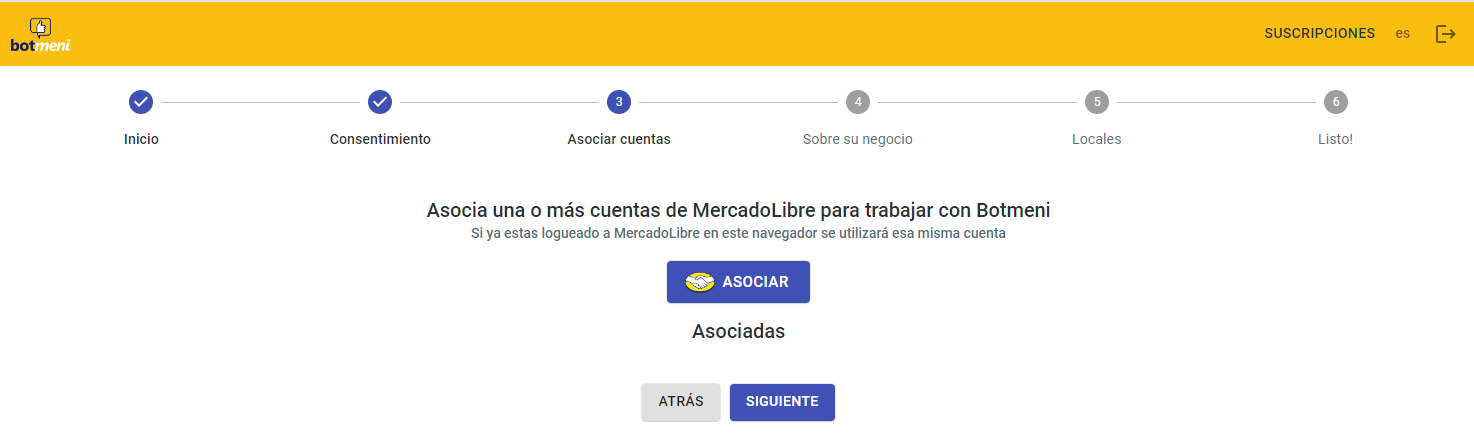 botmeni
SUSCRIPCIONES es
3 4 5 6
Inicio Consentimiento Asociar cuentas Sobre su negocio Locales Listo!
Asocia una o más cuentas de MercadoLibre para trabajar con Botmeni
Si ya estas logueado a MercadoLibre en este navegador se utilizará esa misma cuenta
ASOCIAR
Asociadas
ATRÁS SIGUIENTE